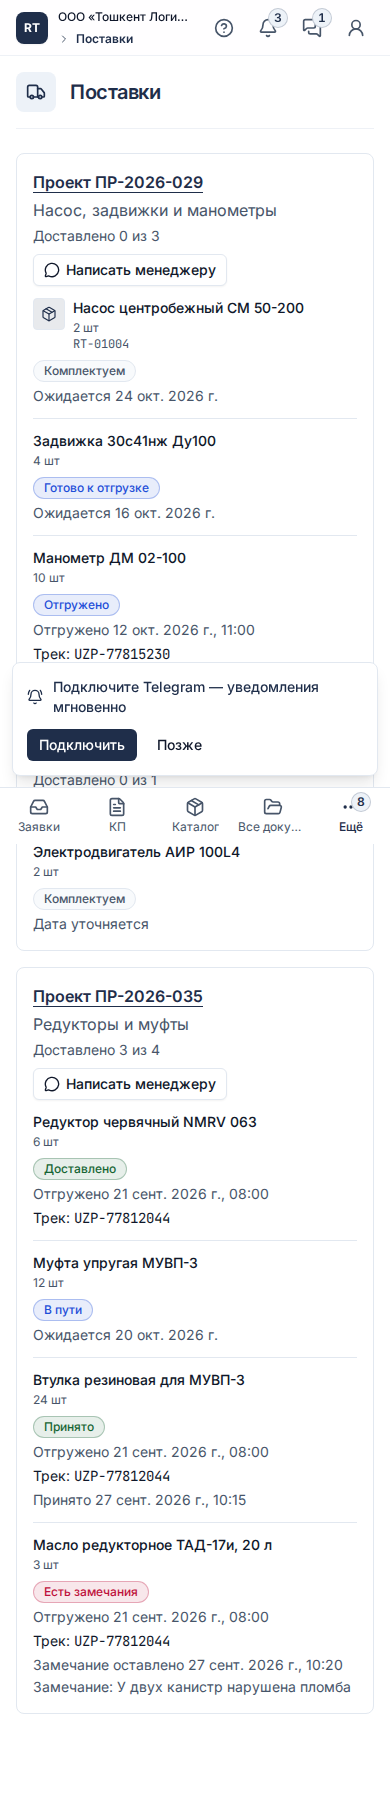 RT
ООО «Тошкент Логи...
Поставки
3
1
Поставки
Проект ПР-2026-029
Насос, задвижки и манометры
Доставлено 0 из 3
Написать менеджеру
Насос центробежный СМ 50-200
2 шт
RT-01004
Комплектуем
Ожидается 24 окт. 2026 г.
Задвижка 30с41нж Ду100
4 шт
Готово к отгрузке
Ожидается 16 окт. 2026 г.
Манометр ДМ 02-100
10 шт
Отгружено
Отгружено 12 окт. 2026 г., 11:00
Трек: UZP-77815230
Подключите Telegram — уведомления
мгновенно
Подключить
Позже
Доставлено 0 из 1
Заявки
КП
Каталог
Все доку...
8
Ещё
Электродвигатель АИР 100L4
2 шт
Комплектуем
Дата уточняется
Проект ПР-2026-035
Редукторы и муфты
Доставлено 3 из 4
Написать менеджеру
Редуктор червячный NMRV 063
6 шт
Доставлено
Отгружено 21 сент. 2026 г., 08:00
Трек: UZP-77812044
Муфта упругая МУВП-3
12 шт
В пути
Ожидается 20 окт. 2026 г.
Втулка резиновая для МУВП-3
24 шт
Принято
Отгружено 21 сент. 2026 г., 08:00
Трек: UZP-77812044
Принято 27 сент. 2026 г., 10:15
Масло редукторное ТАД-17и, 20 л
3 шт
Есть замечания
Отгружено 21 сент. 2026 г., 08:00
Трек: UZP-77812044
Замечание оставлено 27 сент. 2026 г., 10:20
Замечание: У двух канистр нарушена пломба